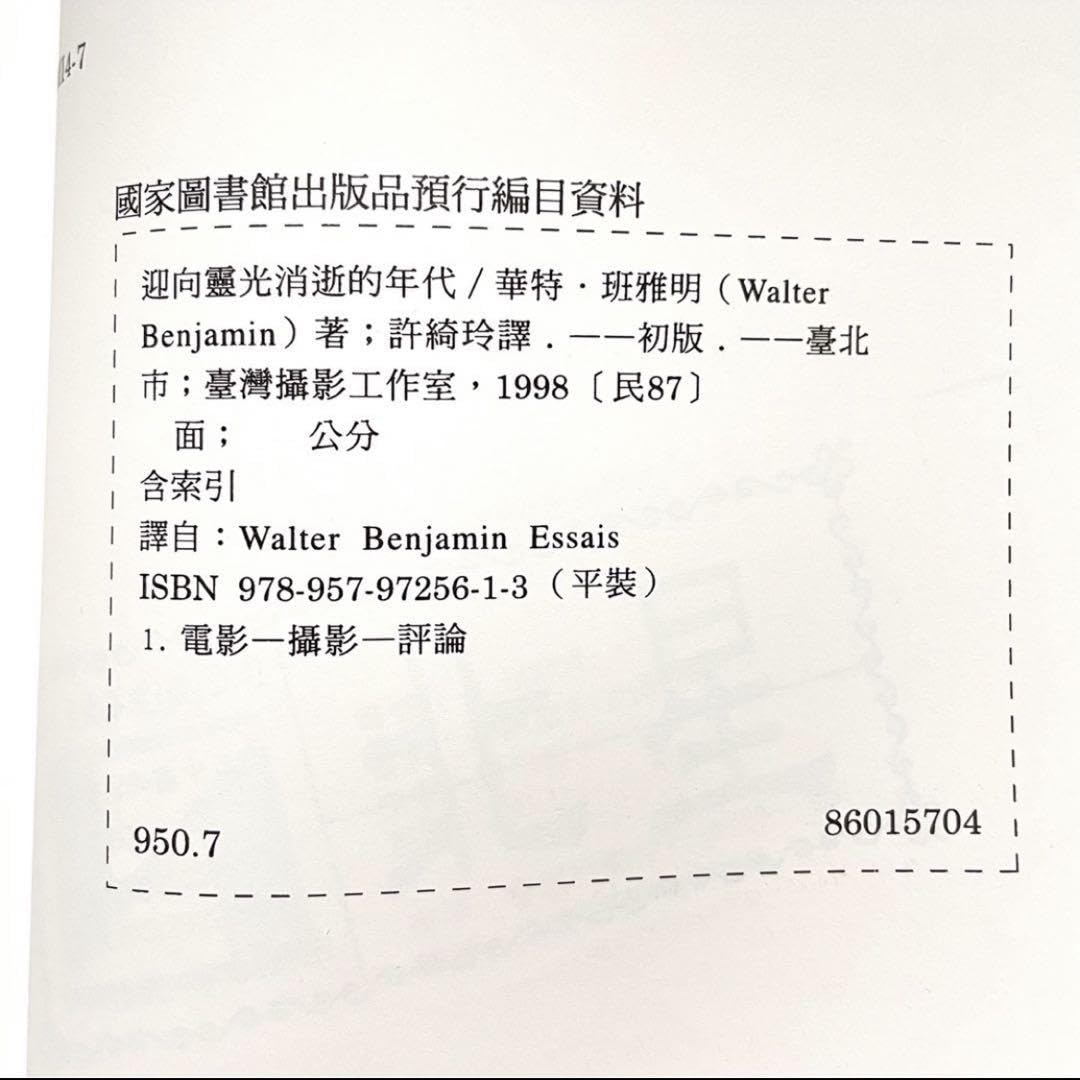 國家圖書館出版品預行編目資料
迎向靈光消逝的年代 / 華特·班雅明（Walter
Benjamin）著；許綺玲譯．——初版．——臺北
市；臺灣攝影工作室，1998〔民87〕
面；　　公分
含索引
譯自：Walter Benjamin Essais
ISBN 978-957-97256-1-3（平裝）
1. 電影—攝影—評論
950.7
86015704